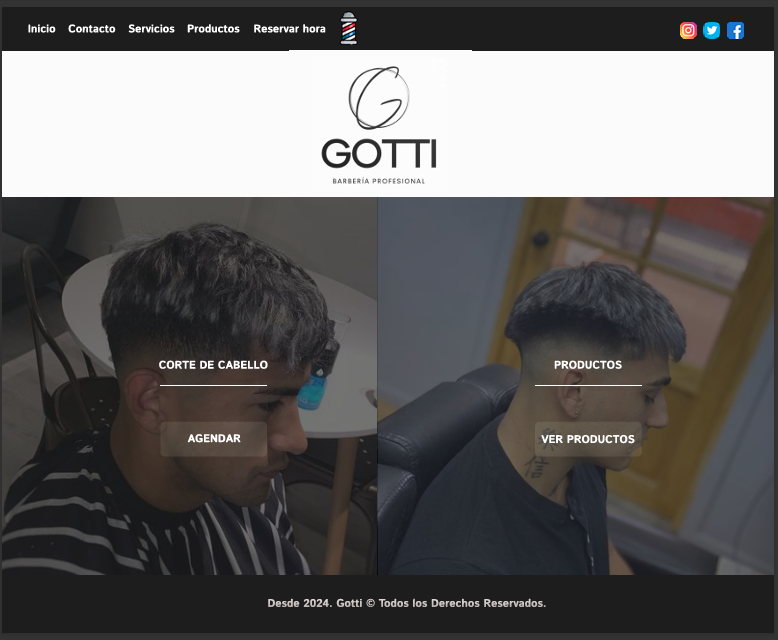 Inicio Contacto Servicios Productos Reservar hora
GOTTI
BARBERÍA PROFESIONAL
CORTE DE CABELLO
AGENDAR
PRODUCTOS
VER PRODUCTOS
Desde 2024. Gotti © Todos los Derechos Reservados.